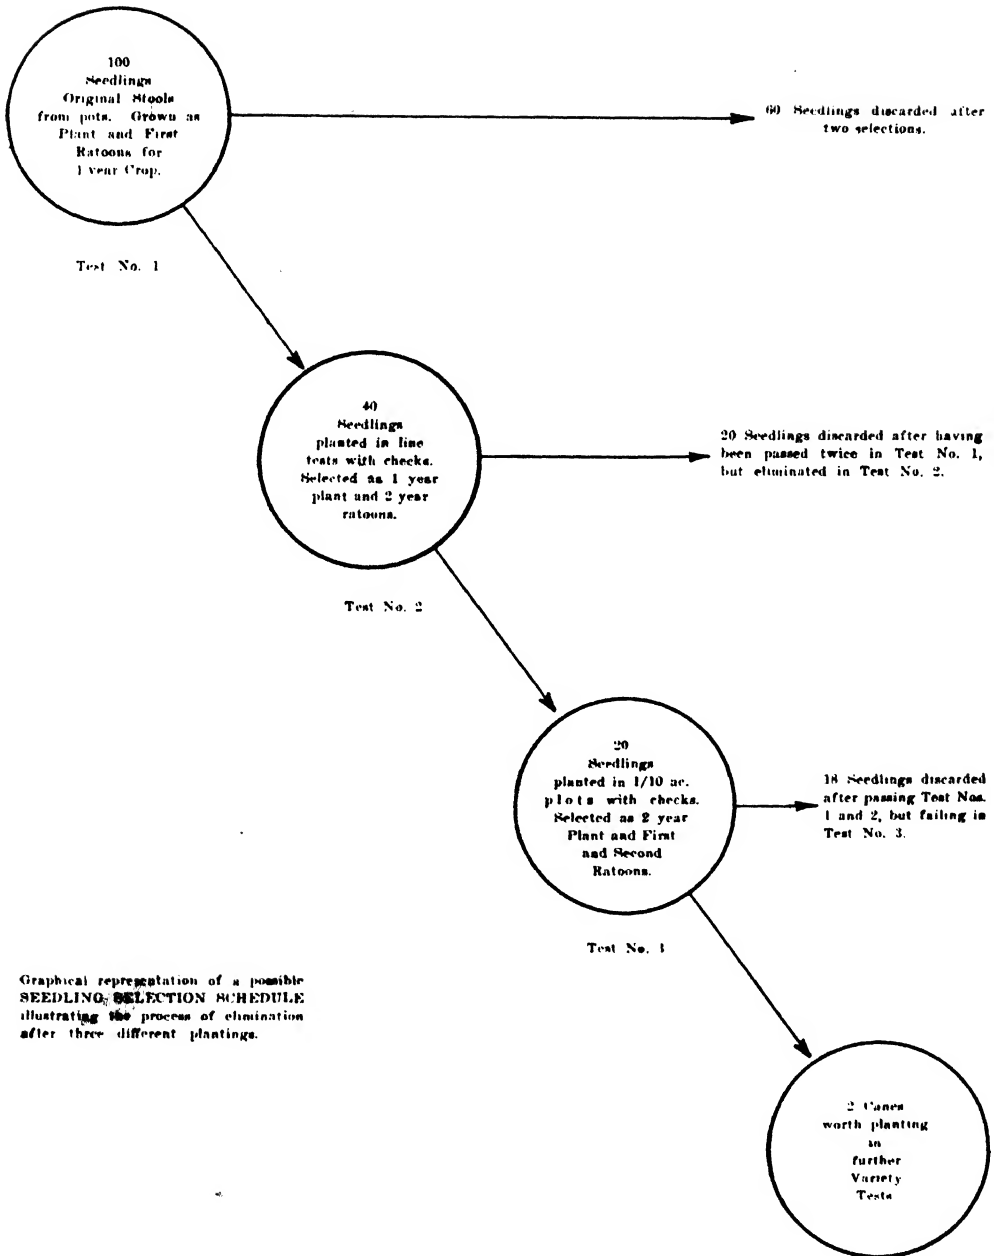 100
Seedlings
Original Stools
from pots. Grown as
Plant and First
Ratoons for
1 year Crop.
60 Seedlings discarded after
two selections.
Test No. 1
40
Seedlings
planted in line
tests with checks.
Selected as 1 year
plant and 2 year
ratoons.
20 Seedlings discarded after having
been passed twice in Test No. 1,
but eliminated in Test No. 2.
Test No. 2
20
Seedlings
planted in 1/10 ac.
plots with checks.
Selected as 2 year
Plant and First
and Second
Ratoons.
18 Seedlings discarded
after passing Test Nos.
1 and 2, but failing in
Test No. 3.
Test No. 3
Graphical representation of a possible
SEEDLING SELECTION SCHEDULE
illustrating the process of elimination
after three different plantings.
2 Canes
worth planting
in
further
Variety
Tests